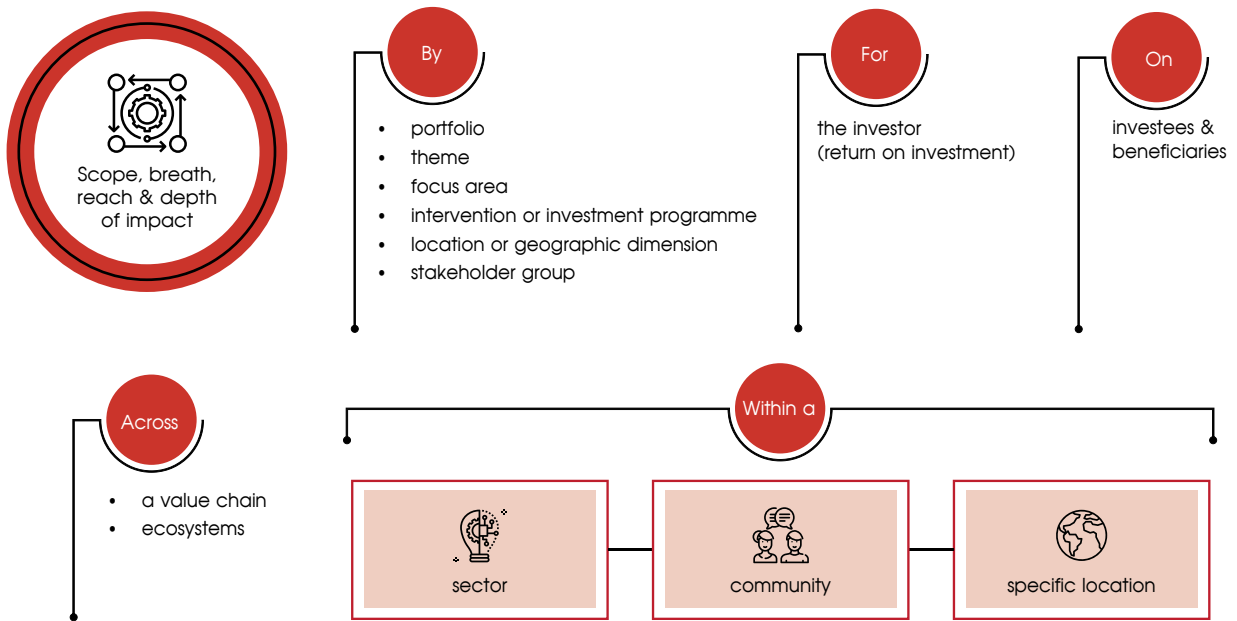 Scope, breath,
reach & depth
of impact
By
• portfolio
• theme
• focus area
• intervention or investment programme
• location or geographic dimension
• stakeholder group
For
the investor
(return on investment)
On
investees &
beneficiaries
Across
• a value chain
• ecosystems
Within a
sector
community
specific location